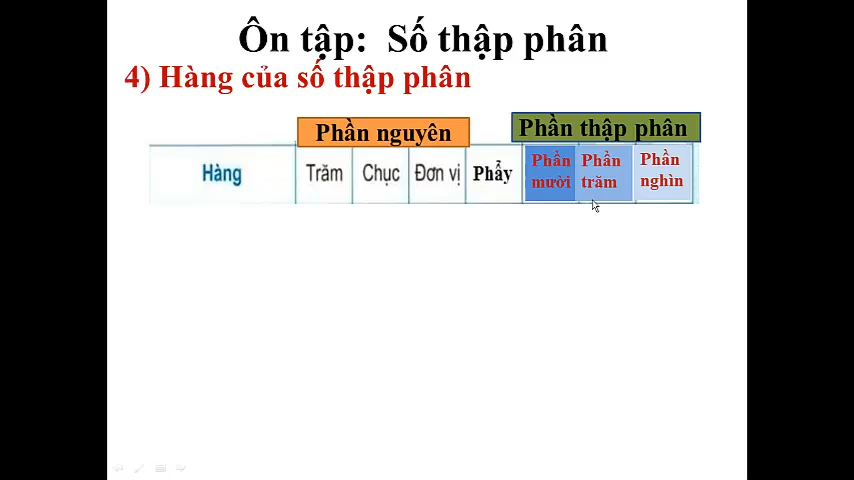 Ôn tập: Số thập phân
4) Hàng của số thập phân
Phần nguyên
Phần thập phân
Hàng
Trăm
Chục
Đơn vị
Phẩy
Phần
mười
Phần
trăm
Phần
nghìn